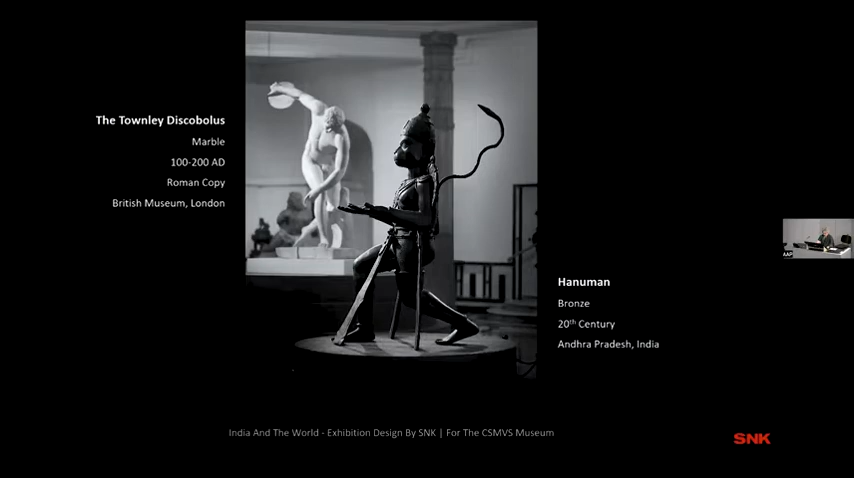 The Townley Discobolus
Marble
100-200 AD
Roman Copy
British Museum, London
Hanuman
Bronze
20th Century
Andhra Pradesh, India
India And The World - Exhibition Design By SNK | For The CSMVS Museum
SNK
AAP